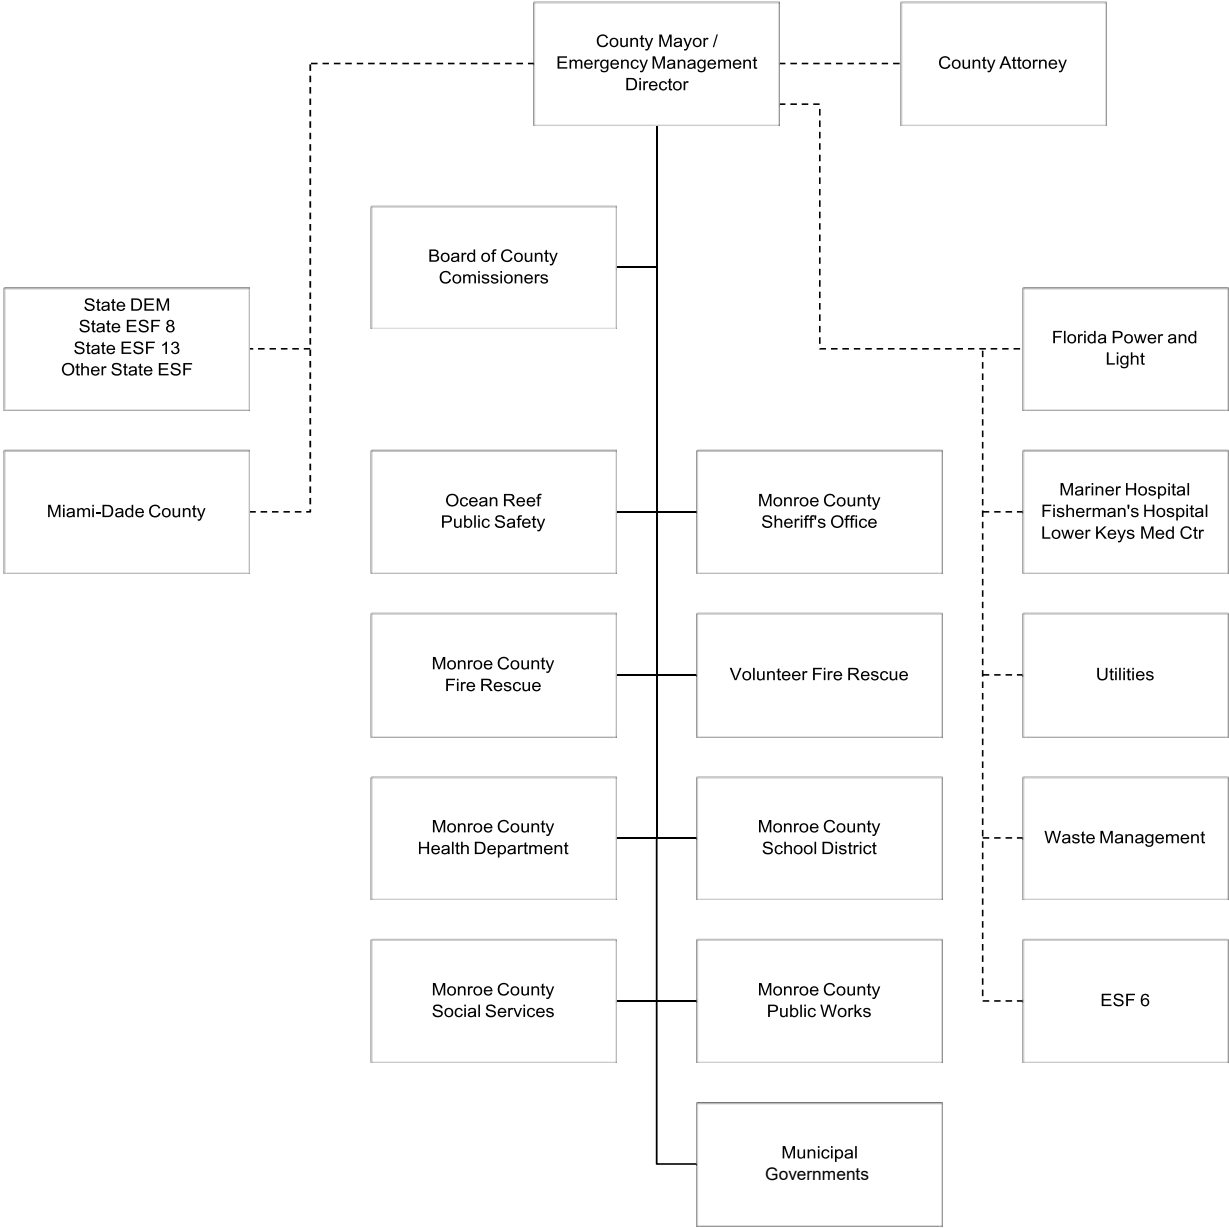 County Mayor /
Emergency Management
Director
County Attorney
Board of County
Comissioners
State DEM
State ESF 8
State ESF 13
Other State ESF
Florida Power and
Light
Miami-Dade County
Ocean Reef
Public Safety
Monroe County
Sheriff's Office
Mariner Hospital
Fisherman's Hospital
Lower Keys Med Ctr
Monroe County
Fire Rescue
Volunteer Fire Rescue
Utilities
Monroe County
Health Department
Monroe County
School District
Waste Management
Monroe County
Social Services
Monroe County
Public Works
ESF 6
Municipal
Governments